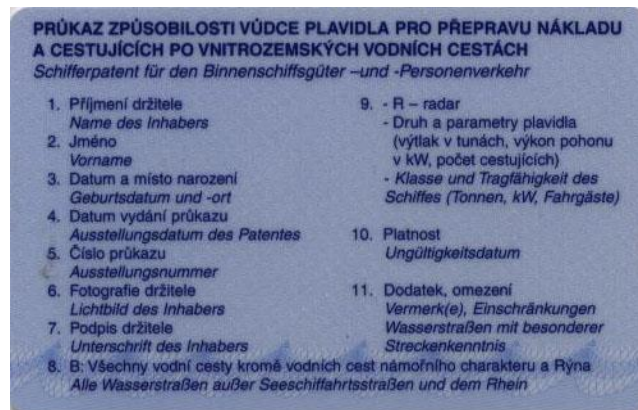 PRŮKAZ ZPŮSOBILOSTI VŮDCE PLAVIDLA PRO PŘEPRAVU NÁKLADU
A CESTUJÍCÍCH PO VNITROZEMSKÝCH VODNÍCH CESTÁCH
Schifferpatent für den Binnenschiffsgüter –und -Personenverkehr
1. Příjmení držitele
Name des Inhabers
2. Jméno
Vorname
3. Datum a místo narození
Geburtsdatum und -ort
4. Datum vydání průkazu
Ausstellungsdatum des Patentes
5. Číslo průkazu
Ausstellungsnummer
6. Fotografie držitele
Lichtbild des Inhabers
7. Podpis držitele
Unterschrift des Inhabers
8. B: Všechny vodní cesty kromě vodních cest námořního charakteru a Rýna
Alle Wasserstraßen außer Seeschiffahrtsstraßen und dem Rhein
9. - R – radar
- Druh a parametry plavidla
(výtlak v tunách, výkon pohonu
v kW, počet cestujících)
- Klasse und Tragfähigkeit des
Schiffes (Tonnen, kW, Fahrgäste)
10. Platnost
Ungültigkeitsdatum
11. Dodatek, omezení
Vermerk(e), Einschränkungen
Wasserstraßen mit besonderer
Streckenkenntnis